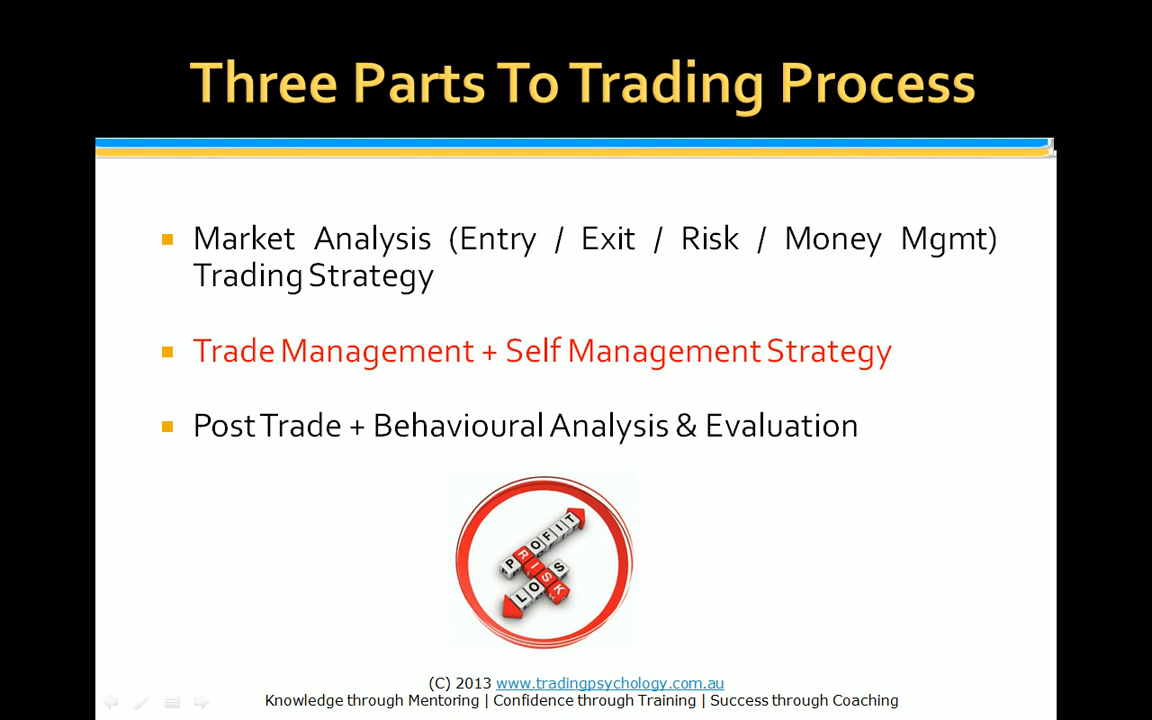 Three Parts To Trading Process
Market Analysis (Entry / Exit / Risk / Money Mgmt)
Trading Strategy
Trade Management + Self Management Strategy
Post Trade + Behavioural Analysis & Evaluation
PROFIT
RISK
LOSS
(C) 2013 www.tradingpsychology.com.au
Knowledge through Mentoring | Confidence through Training | Success through Coaching